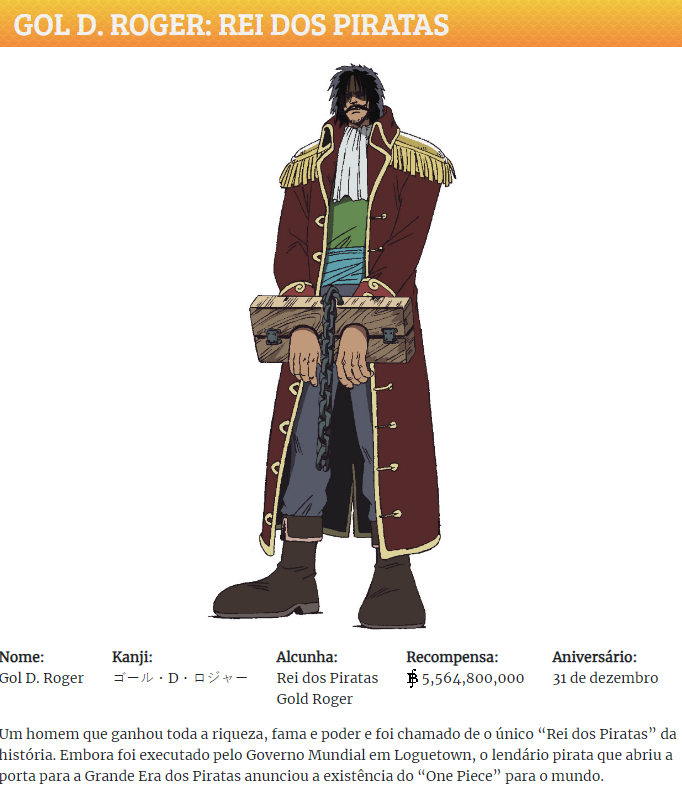 GOL D. ROGER: REI DOS PIRATAS
Nome: Kanji: Alcunha: Recompensa: Aniversário:
Gol D. Roger ゴール・D・ロジャー Rei dos Piratas ฿ 5,564,800,000 31 de dezembro
Gold Roger
Um homem que ganhou toda a riqueza, fama e poder e foi chamado de o único “Rei dos Piratas” da
história. Embora foi executado pelo Governo Mundial em Loguetown, o lendário pirata que abriu a
porta para a Grande Era dos Piratas anunciou a existência do “One Piece” para o mundo.